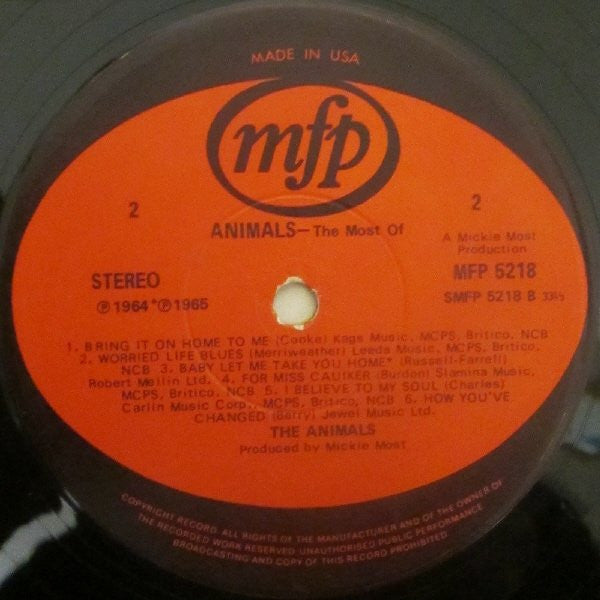 MADE IN USA
mfp
2 2
ANIMALS—The Most Of
A Mickie Most
Production
STEREO MFP 5218
℗ 1964*℗ 1965 SMFP 5218 B 33⅓
1. BRING IT ON HOME TO ME (Cooke) Kags Music, MCPS, Britico, NCB
2. WORRIED LIFE BLUES (Merriweather) Leeds Music, MCPS, Britico,
NCB 3. BABY LET ME TAKE YOU HOME* (Russell-Farrell)
Robert Mellin Ltd. 4. FOR MISS CAULKER (Burdon) Slamina Music,
MCPS, Britico, NCB 5. I BELIEVE TO MY SOUL (Charles)
Carlin Music Corp., MCPS, Britico, NCB 6. HOW YOU'VE
CHANGED (Berry) Jewel Music Ltd.
THE ANIMALS
Produced by Mickie Most
COPYRIGHT RECORD. ALL RIGHTS OF THE MANUFACTURER AND OF THE OWNER OF
THE RECORDED WORK RESERVED. UNAUTHORISED PUBLIC PERFORMANCE
BROADCASTING AND COPY OF THIS RECORD PROHIBITED